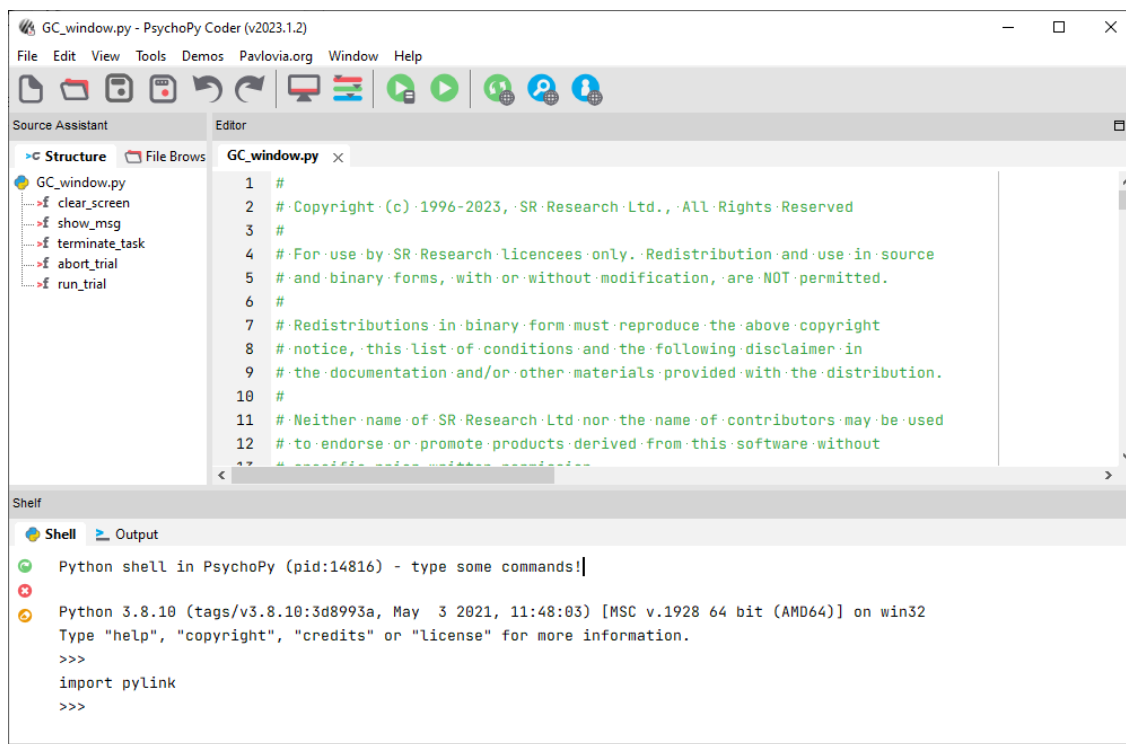 GC_window.py - PsychoPy Coder (v2023.1.2)
File Edit View Tools Demos Pavlovia.org Window Help
Source Assistant
Structure File Brows
GC_window.py
clear_screen
show_msg
terminate_task
abort_trial
run_trial
Editor
GC_window.py
1 #
2 # Copyright (c) 1996-2023, SR Research Ltd., All Rights Reserved
3 #
4 # For use by SR Research licencees only. Redistribution and use in source
5 # and binary forms, with or without modification, are NOT permitted.
6 #
7 # Redistributions in binary form must reproduce the above copyright
8 # notice, this list of conditions and the following disclaimer in
9 # the documentation and/or other materials provided with the distribution.
10 #
11 # Neither name of SR Research Ltd nor the name of contributors may be used
12 # to endorse or promote products derived from this software without
Shelf
Shell Output
Python shell in PsychoPy (pid:14816) - type some commands!
Python 3.8.10 (tags/v3.8.10:3d8993a, May 3 2021, 11:48:03) [MSC v.1928 64 bit (AMD64)] on win32
Type "help", "copyright", "credits" or "license" for more information.
>>>
import pylink
>>>